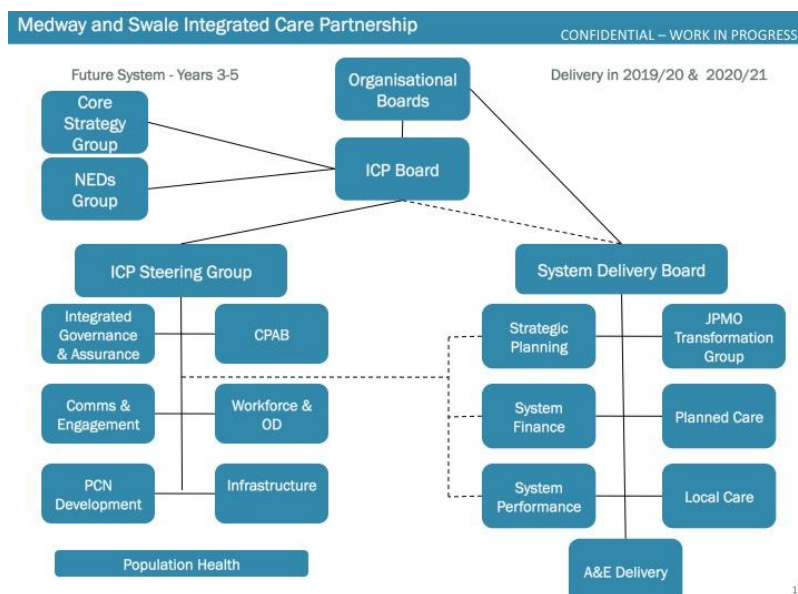 Medway and Swale Integrated Care Partnership
CONFIDENTIAL – WORK IN PROGRESS
Future System - Years 3-5
Organisational
Boards
Delivery in 2019/20 & 2020/21
Core
Strategy
Group
NEDs
Group
ICP Board
ICP Steering Group
System Delivery Board
Integrated
Governance
& Assurance
CPAB
Strategic
Planning
JPMO
Transformation
Group
Comms &
Engagement
Workforce &
OD
System
Finance
Planned Care
PCN
Development
Infrastructure
System
Performance
Local Care
Population Health
A&E Delivery
1